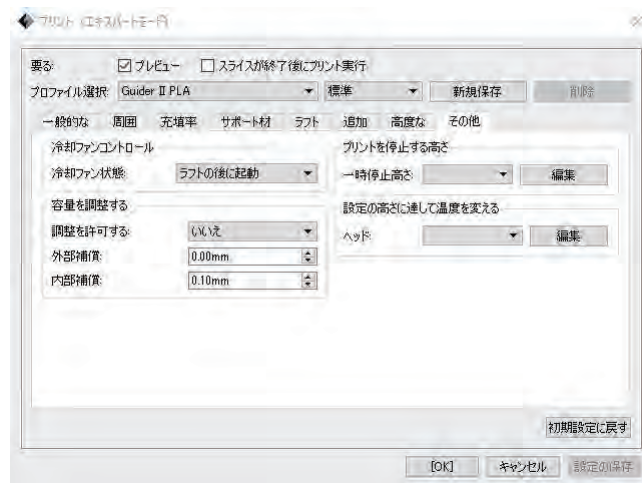 プリント (エキスパートモード)
要る: プレビュー スライスが終了後にプリント実行
プロファイル選択: Guider II PLA 標準 新規保存 削除
一般的な 周囲 充填率 サポート材 ラフト 追加 高度な その他
冷却ファンコントロール
冷却ファン状態: ラフトの後に起動
容量を調整する
調整を許可する: いいえ
外部補償: 0.00mm
内部補償: 0.10mm
プリントを停止する高さ
一時停止高さ: 編集
設定の高さに達して温度を変える
ヘッド: 編集
初期設定に戻す
[OK] キャンセル 設定の保存